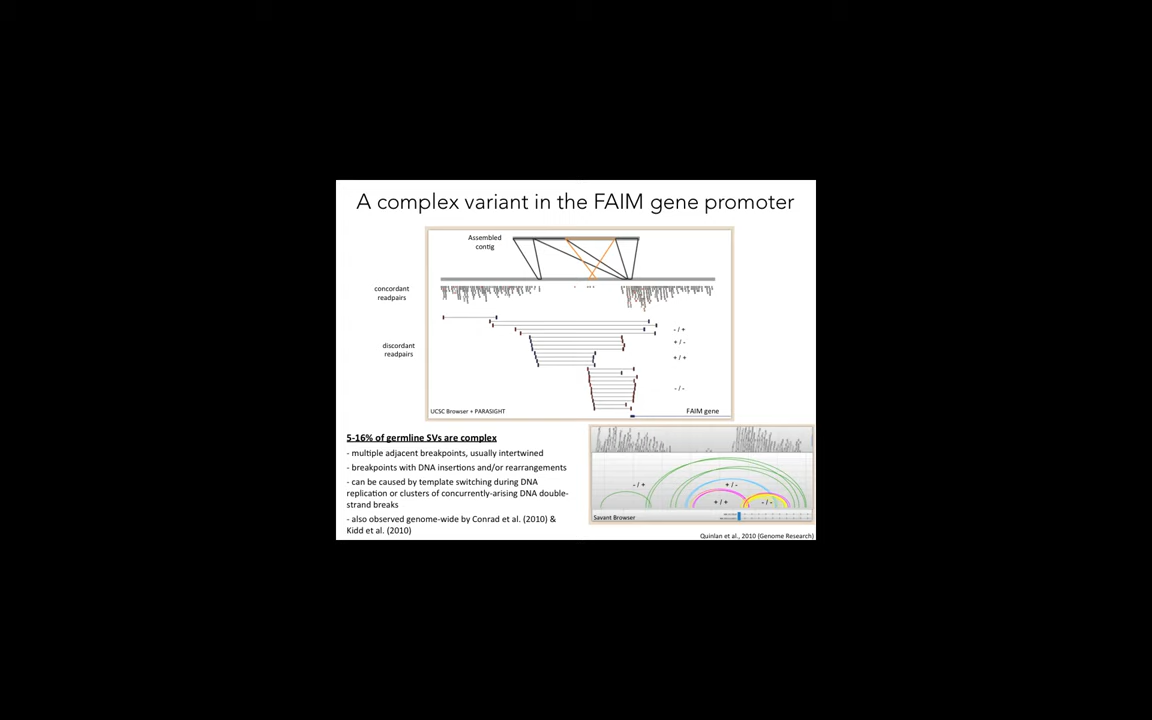 A complex variant in the FAIM gene promoter
Assembled
contig
concordant
readpairs
discordant
readpairs
- / +
+ / -
+ / +
- / -
UCSC Browser + PARASIGHT
FAIM gene
5-16% of germline SVs are complex
- multiple adjacent breakpoints, usually intertwined
- breakpoints with DNA insertions and/or rearrangements
- can be caused by template switching during DNA
replication or clusters of concurrently-arising DNA double-
strand breaks
- also observed genome-wide by Conrad et al. (2010) &
Kidd et al. (2010)
- / +
+ / -
+ / +
- / -
Savant Browser
Quinlan et al., 2010 (Genome Research)